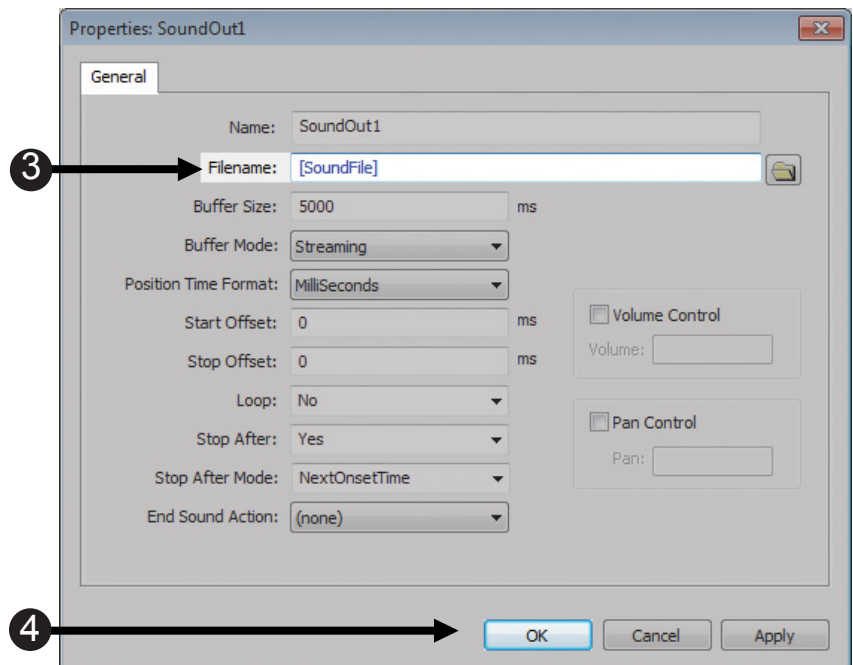 Properties: SoundOut1
General
Name: SoundOut1
3 Filename: [SoundFile]
Buffer Size: 5000 ms
Buffer Mode: Streaming
Position Time Format: MilliSeconds
Start Offset: 0 ms Volume Control
Stop Offset: 0 ms Volume:
Loop: No
Stop After: Yes Pan Control
Stop After Mode: NextOnsetTime Pan:
End Sound Action: (none)
4 OK Cancel Apply